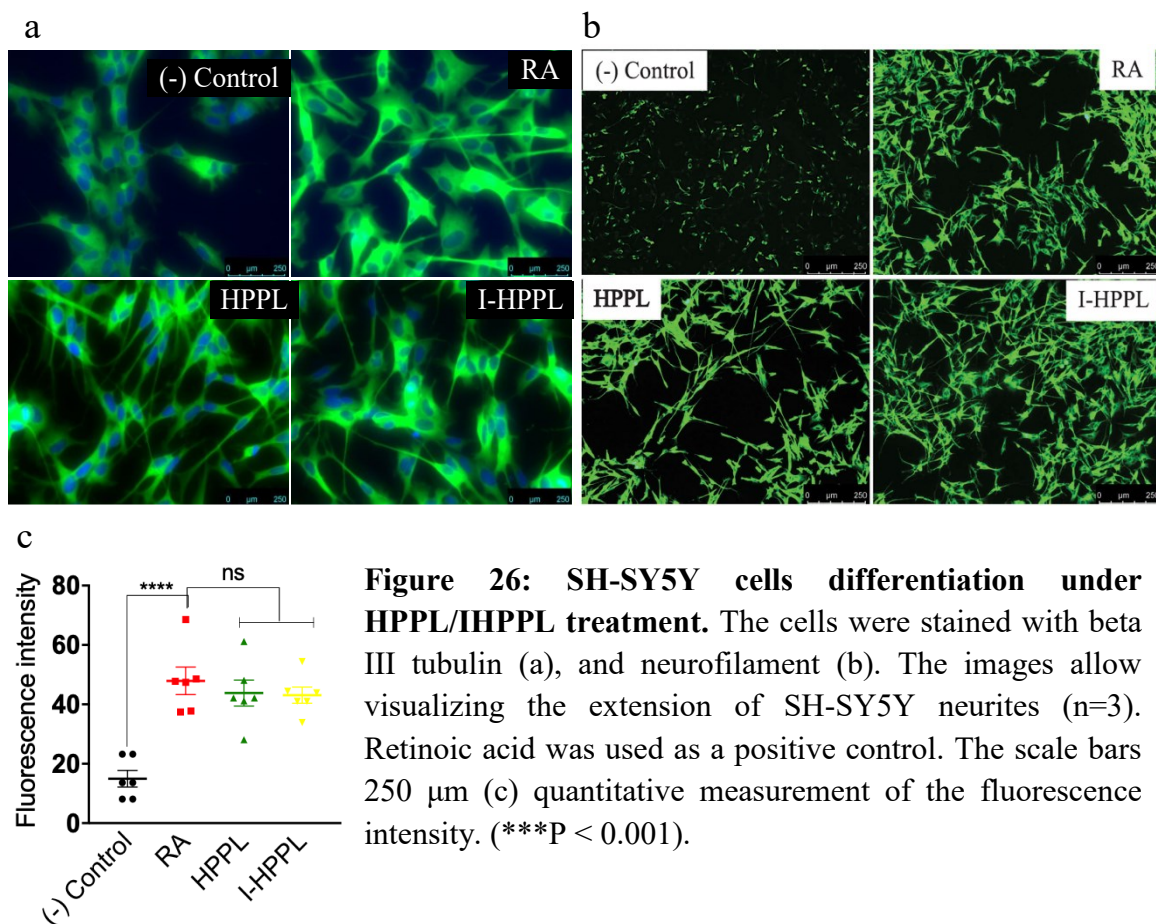 a
(-) Control
RA
0 µm 250
0 µm 250
HPPL
I-HPPL
0 µm 250
0 µm 250
b
(-) Control
RA
0 µm 250
0 µm 250
HPPL
I-HPPL
0 µm 250
0 µm 250
c
Fluorescence intensity
80
60
40
20
0
****
ns
(-) Control
RA
HPPL
I-HPPL
Figure 26: SH-SY5Y cells differentiation under
HPPL/IHPPL treatment. The cells were stained with beta
III tubulin (a), and neurofilament (b). The images allow
visualizing the extension of SH-SY5Y neurites (n=3).
Retinoic acid was used as a positive control. The scale bars
250 μm (c) quantitative measurement of the fluorescence
intensity. (***P < 0.001).